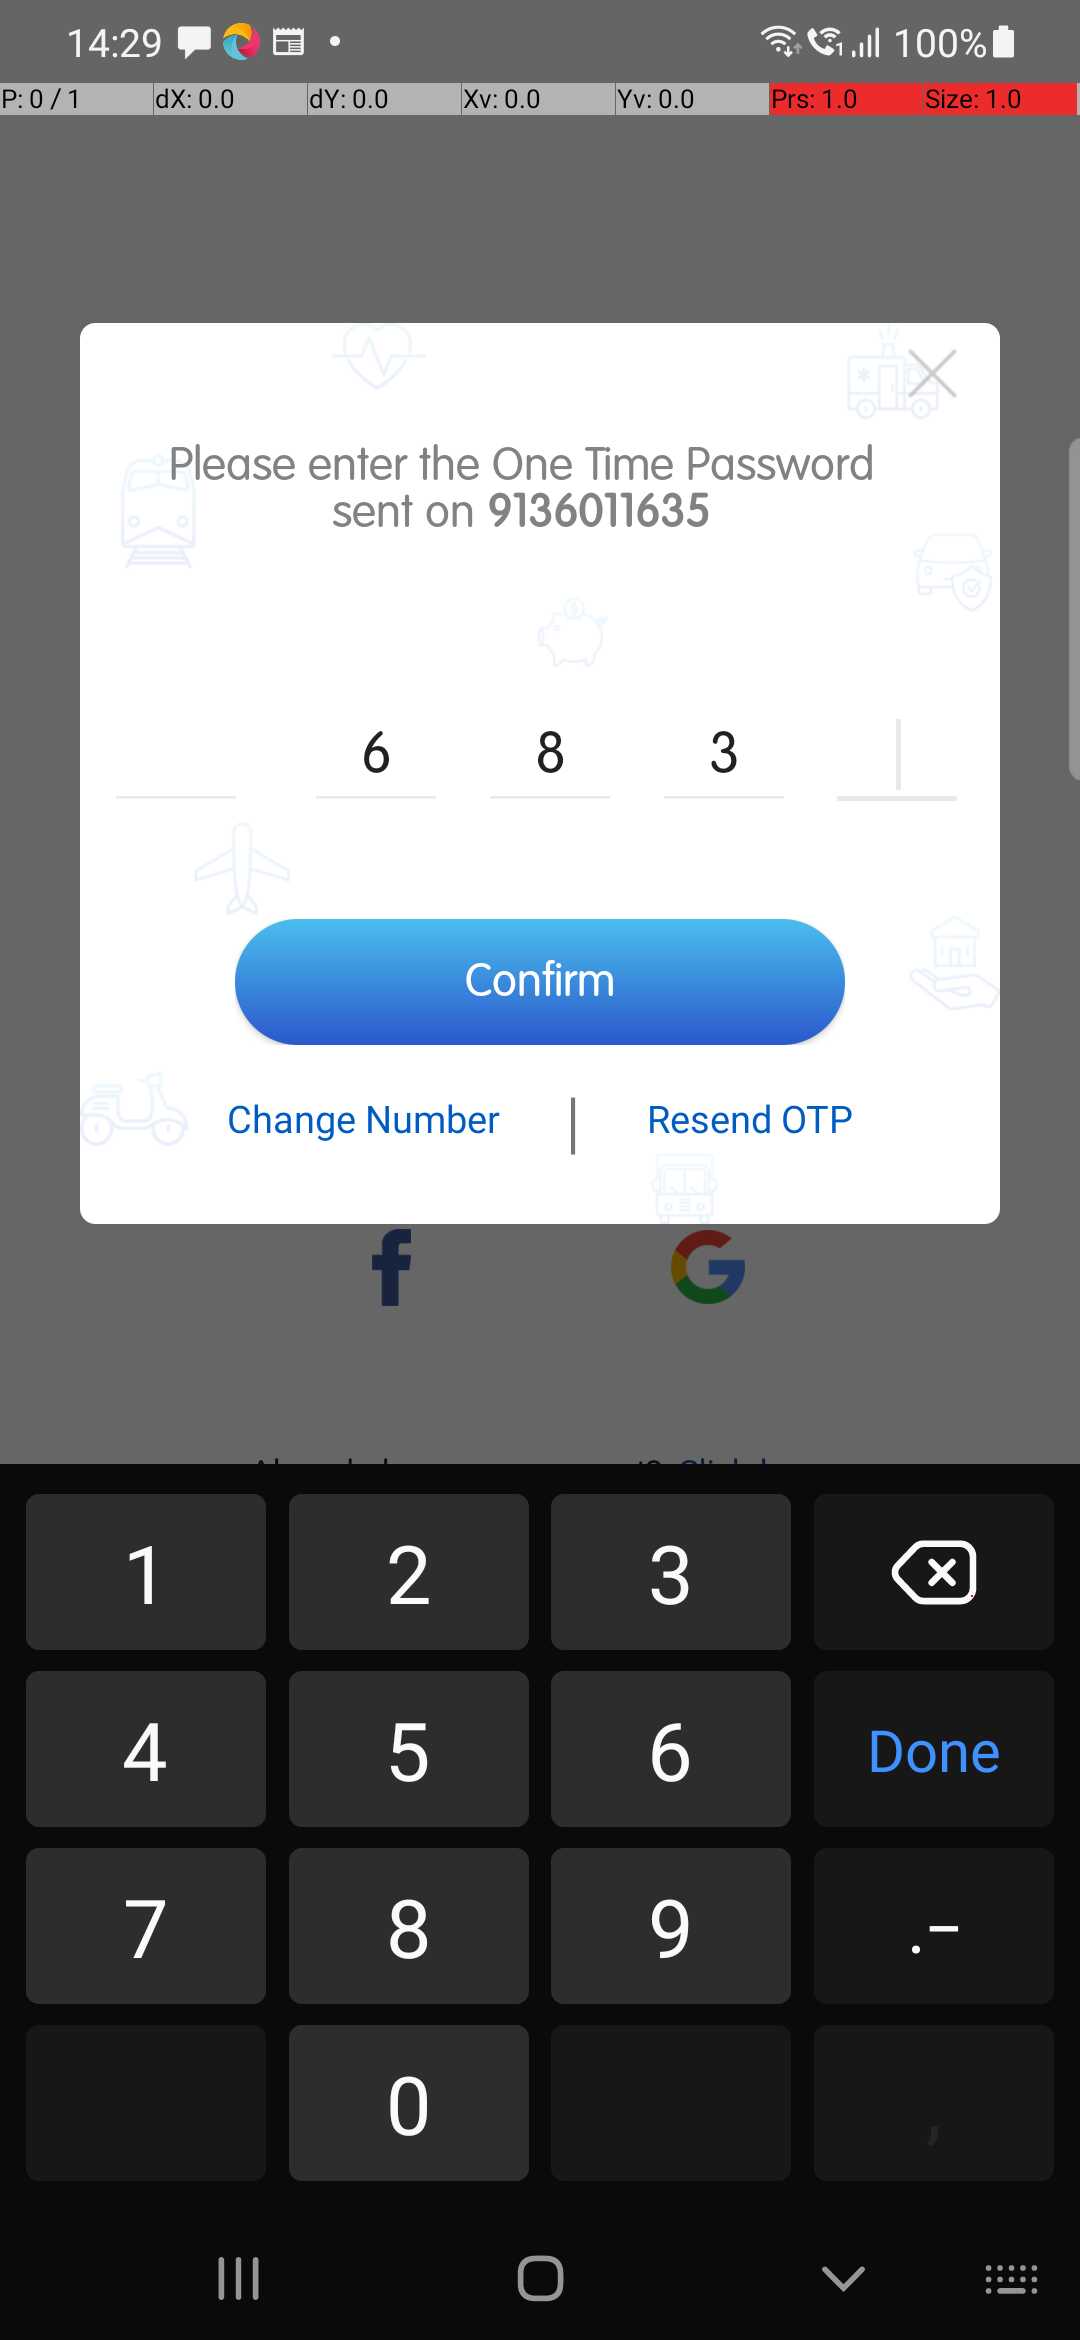 14:29 1 100%
P: 0 / 1 dX: 0.0 dY: 0.0 Xv: 0.0 Yv: 0.0 Prs: 1.0 Size: 1.0
Please enter the One Time Password
sent on 9136011635
6 8 3
Confirm
Change Number | Resend OTP
1 2 3
4 5 6 Done
7 8 9 .-
0 ,